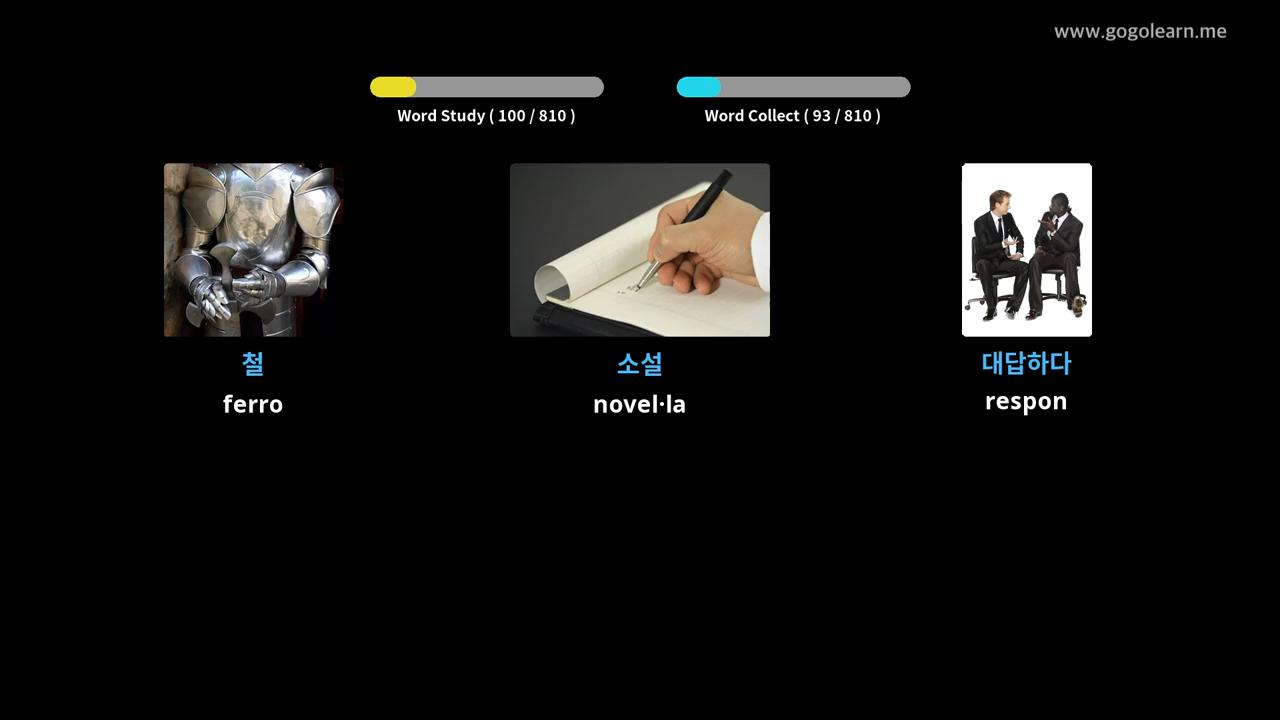 www.gogolearn.me
Word Study ( 100 / 810 )
Word Collect ( 93 / 810 )
철
ferro
소설
novel·la
대답하다
respon